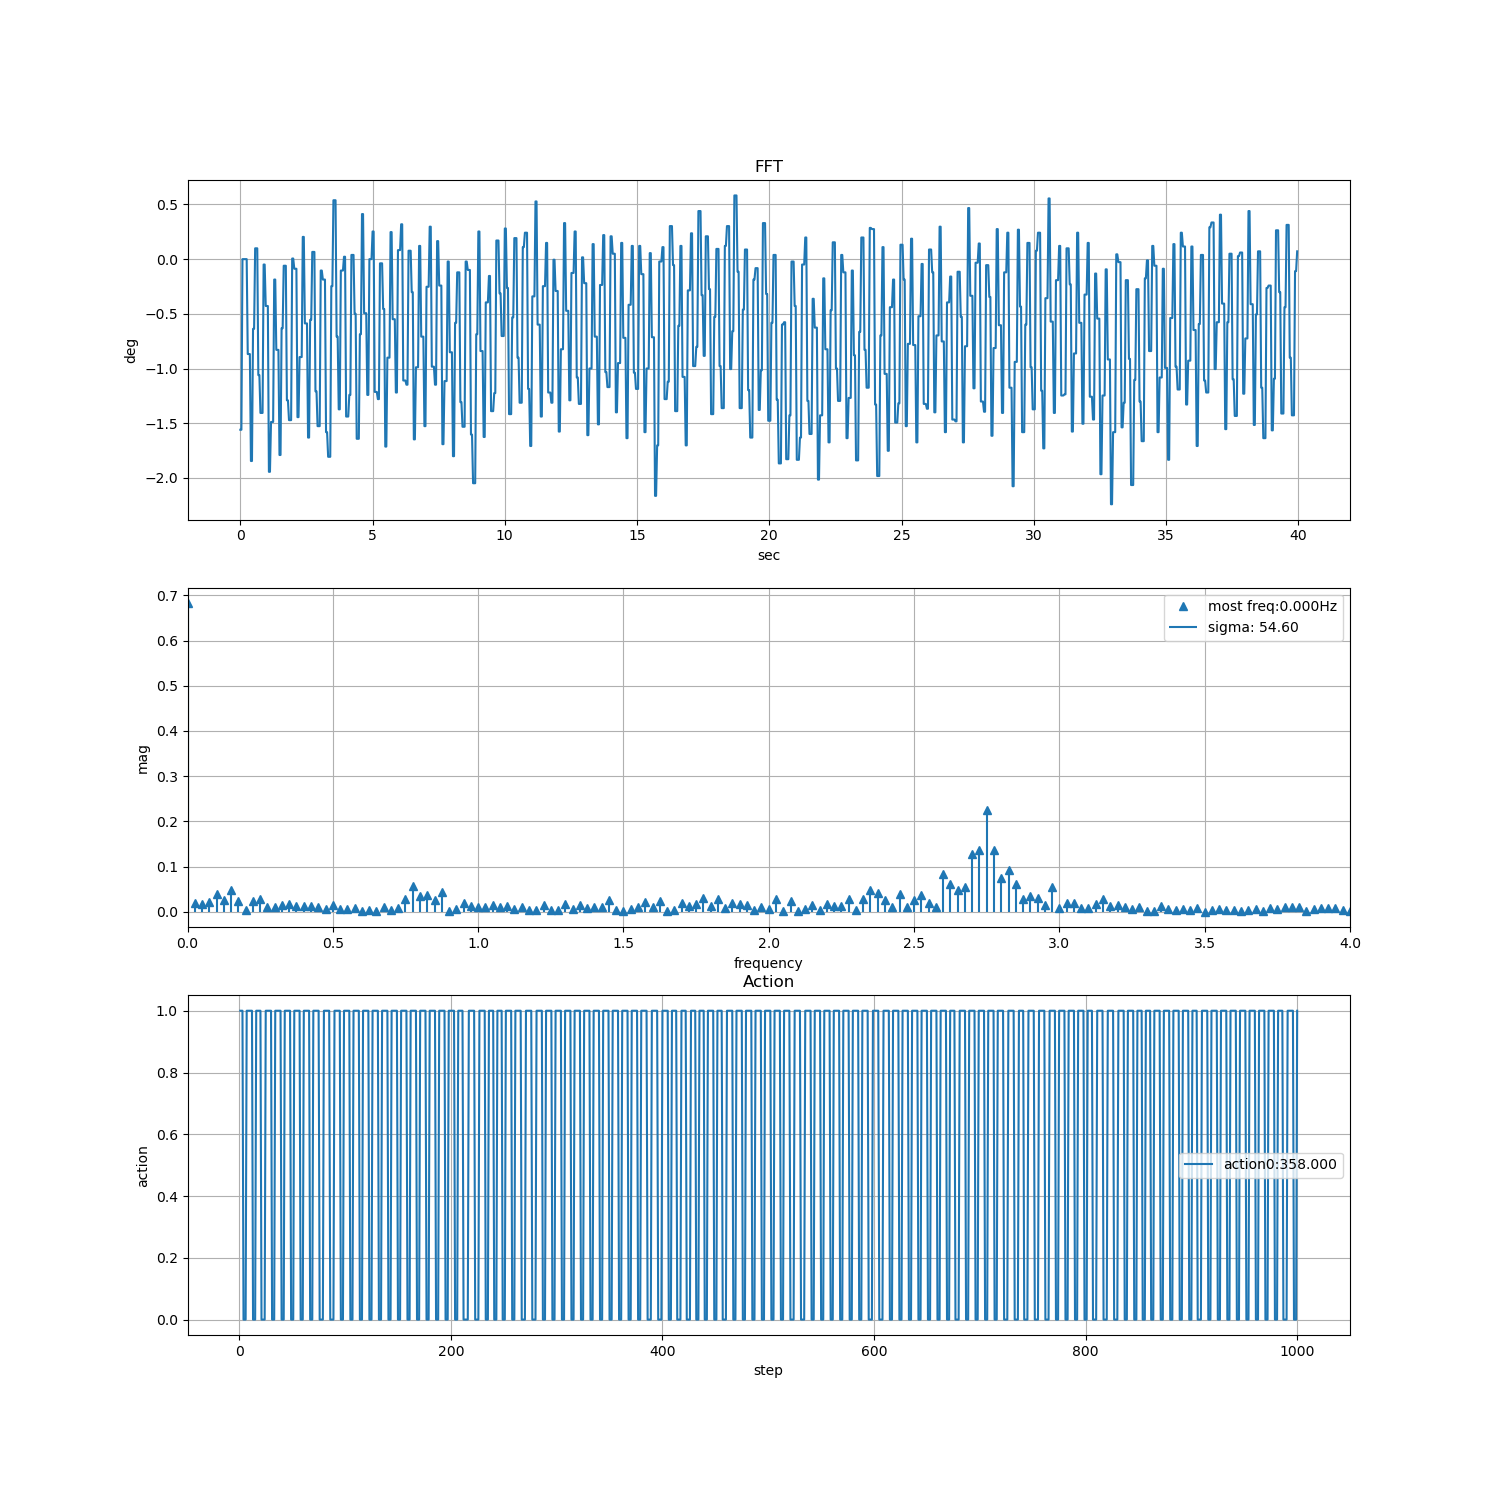 FFT
0.5
0.0
−0.5
−1.0
−1.5
−2.0
deg
0 5 10 15 20 25 30 35 40
sec
0.7
0.6
0.5
0.4
0.3
0.2
0.1
0.0
mag
most freq:0.000Hz
sigma: 54.60
0.0 0.5 1.0 1.5 2.0 2.5 3.0 3.5 4.0
frequency
Action
1.0
0.8
0.6
0.4
0.2
0.0
action
action0:358.000
0 200 400 600 800 1000
step